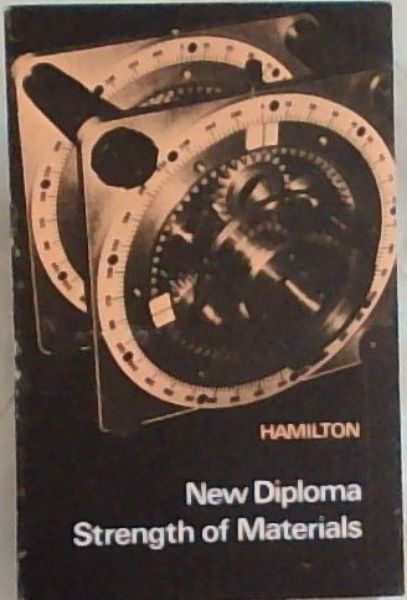 HAMILTON
New Diploma
Strength of Materials